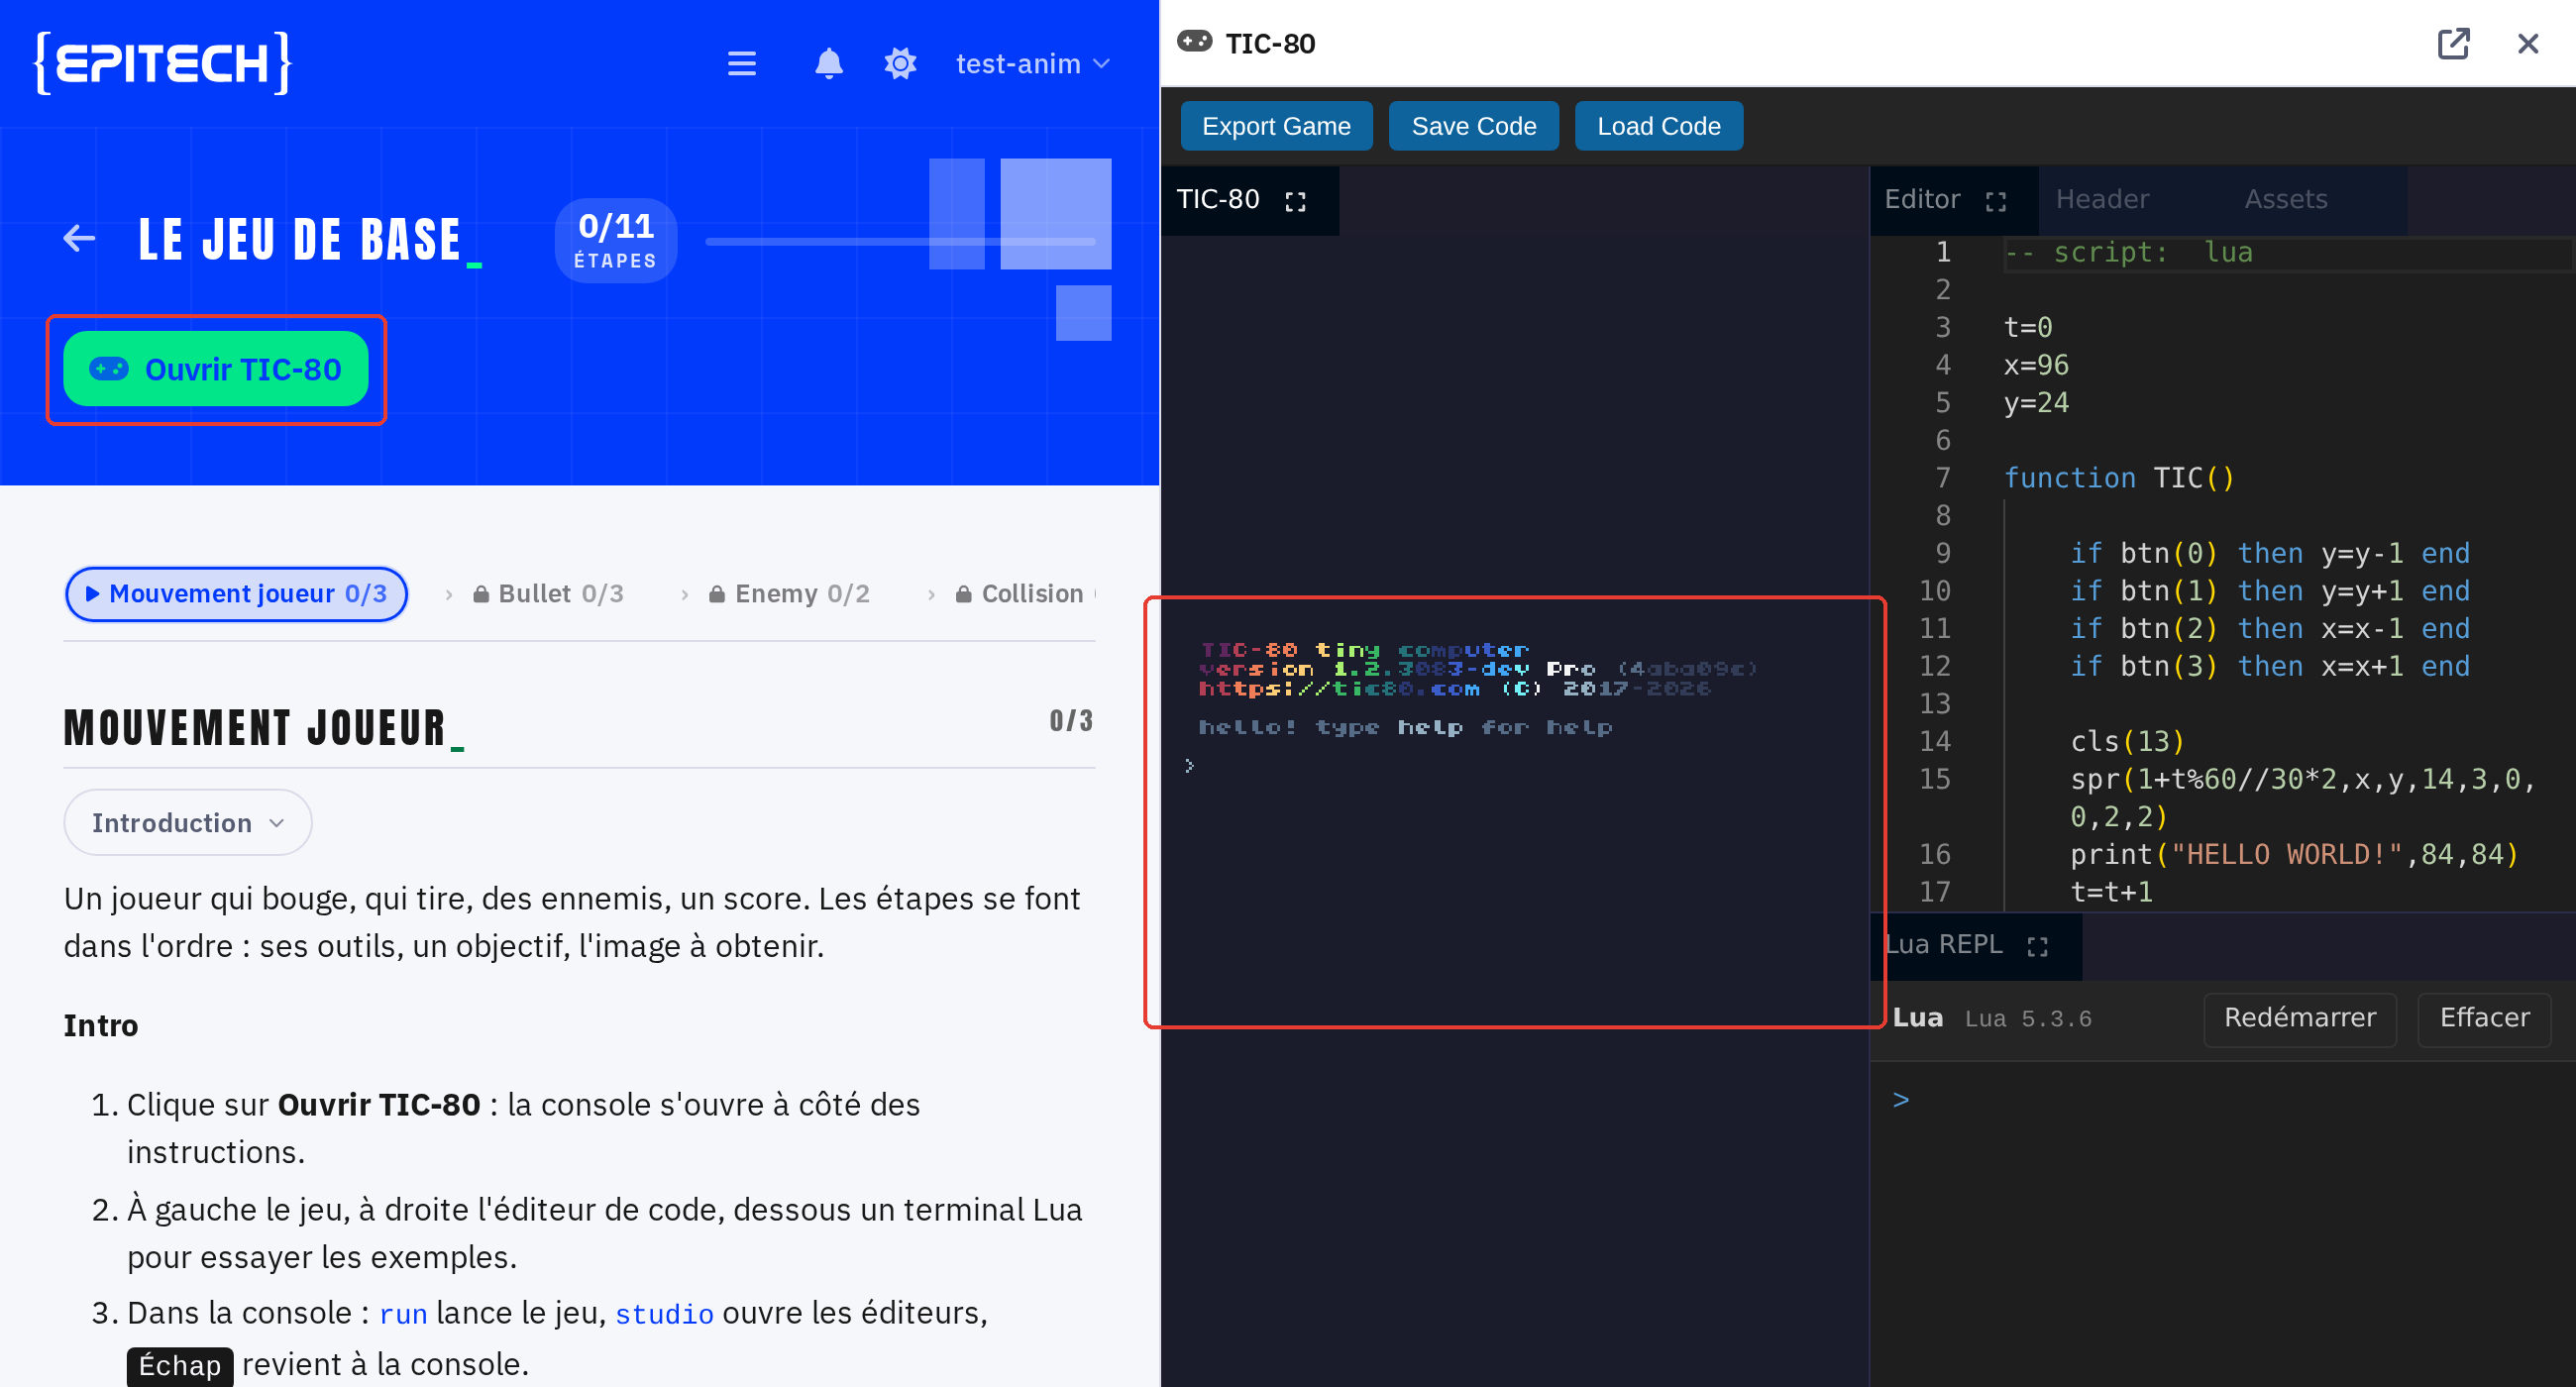 {EPITECH}
test-anim
LE JEU DE BASE_
0/11
ÉTAPES
Ouvrir TIC-80
Mouvement joueur 0/3 › Bullet 0/3 › Enemy 0/2 › Collision
MOUVEMENT JOUEUR_
0/3
Introduction
Un joueur qui bouge, qui tire, des ennemis, un score. Les étapes se font
dans l'ordre : ses outils, un objectif, l'image à obtenir.
Intro
1. Clique sur Ouvrir TIC-80 : la console s'ouvre à côté des
instructions.
2. À gauche le jeu, à droite l'éditeur de code, dessous un terminal Lua
pour essayer les exemples.
3. Dans la console : run lance le jeu, studio ouvre les éditeurs,
Échap revient à la console.
TIC-80
Export Game
Save Code
Load Code
TIC-80
TIC-80 tiny computer
version 1.2.3083-dev Pro (4aba09c)
https://tic80.com (C) 2017-2026
hello! type help for help
>
Editor
Header
Assets
1 -- script:  lua
2
3 t=0
4 x=96
5 y=24
6
7 function TIC()
8
9 if btn(0) then y=y-1 end
10 if btn(1) then y=y+1 end
11 if btn(2) then x=x-1 end
12 if btn(3) then x=x+1 end
13
14 cls(13)
15 spr(1+t%60//30*2,x,y,14,3,0,
0,2,2)
16 print("HELLO WORLD!",84,84)
17 t=t+1
Lua REPL
Lua Lua 5.3.6
Redémarrer
Effacer
>